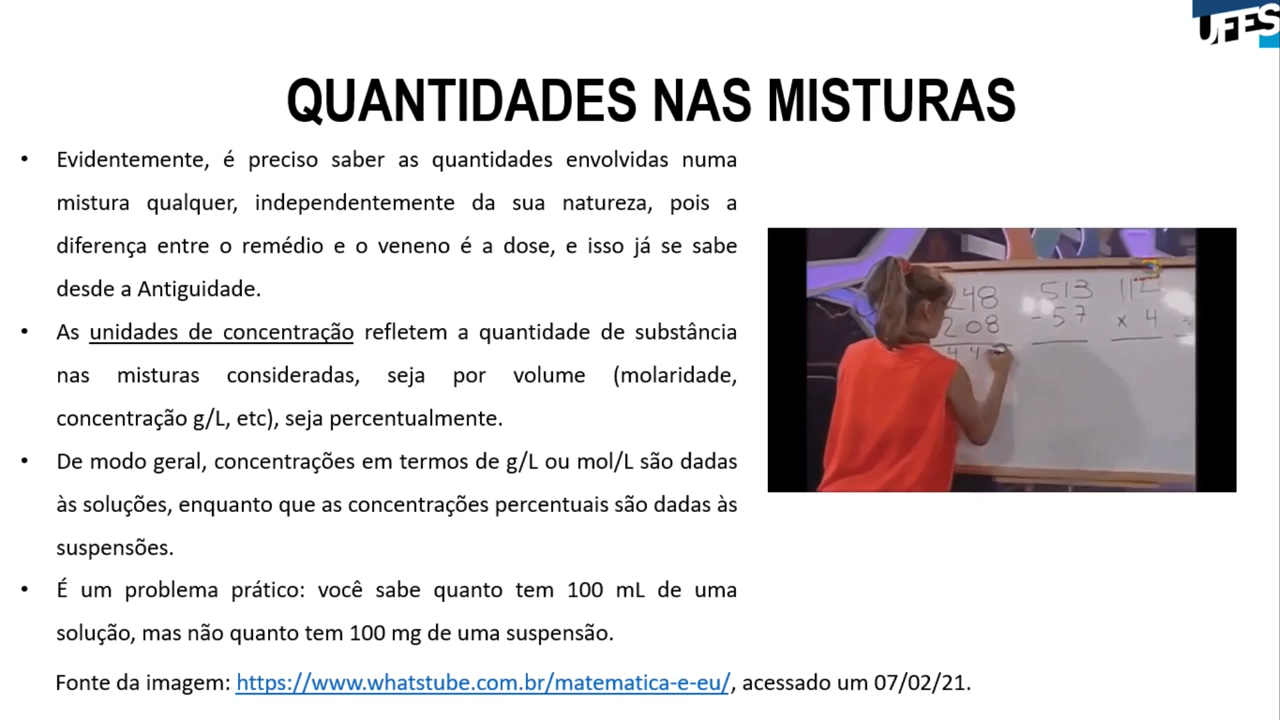 UFES
QUANTIDADES NAS MISTURAS
• Evidentemente, é preciso saber as quantidades envolvidas numa
mistura qualquer, independentemente da sua natureza, pois a
diferença entre o remédio e o veneno é a dose, e isso já se sabe
desde a Antiguidade.
• As unidades de concentração refletem a quantidade de substância
nas misturas consideradas, seja por volume (molaridade,
concentração g/L, etc), seja percentualmente.
• De modo geral, concentrações em termos de g/L ou mol/L são dadas
às soluções, enquanto que as concentrações percentuais são dadas às
suspensões.
• É um problema prático: você sabe quanto tem 100 mL de uma
solução, mas não quanto tem 100 mg de uma suspensão.
248 513
208 - 57 x 4
Fonte da imagem: https://www.whatstube.com.br/matematica-e-eu/, acessado um 07/02/21.